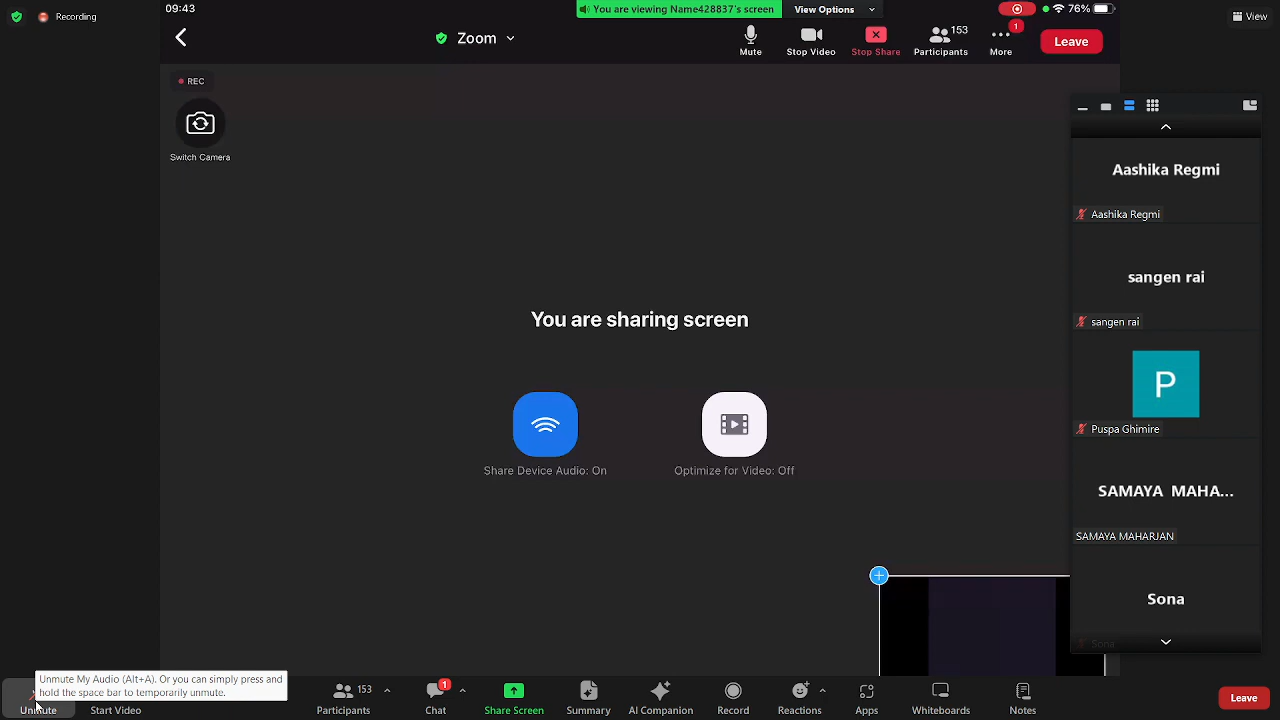 Recording
09:43
You are viewing Name428837's screen
View Options
76%
View
Zoom
Mute
Stop Video
Stop Share
153
Participants
1
More
Leave
REC
Switch Camera
You are sharing screen
Share Device Audio: On
Optimize for Video: Off
Aashika Regmi
Aashika Regmi
sangen rai
sangen rai
P
Puspa Ghimire
SAMAYA MAHA...
SAMAYA MAHARJAN
Sona
Sona
Unmute My Audio (Alt+A). Or you can simply press and
hold the space bar to temporarily unmute.
Unmute
Start Video
153
Participants
1
Chat
Share Screen
Summary
AI Companion
Record
Reactions
Apps
Whiteboards
Notes
Leave